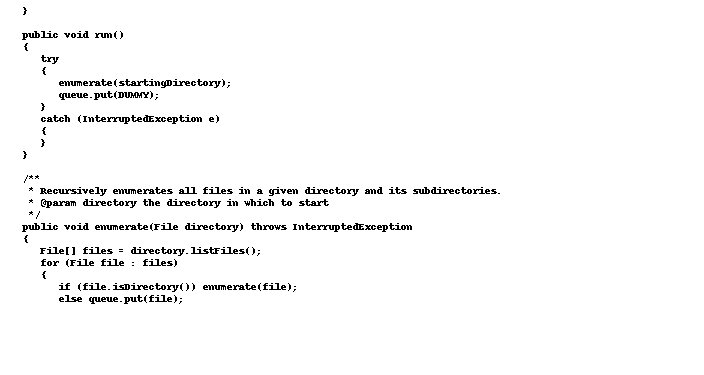 }
public void run()
{
try
{
enumerate(startingDirectory);
queue.put(DUMMY);
}
catch (InterruptedException e)
{
}
}
/**
* Recursively enumerates all files in a given directory and its subdirectories.
* @param directory the directory in which to start
*/
public void enumerate(File directory) throws InterruptedException
{
File[] files = directory.listFiles();
for (File file : files)
{
if (file.isDirectory()) enumerate(file);
else queue.put(file);